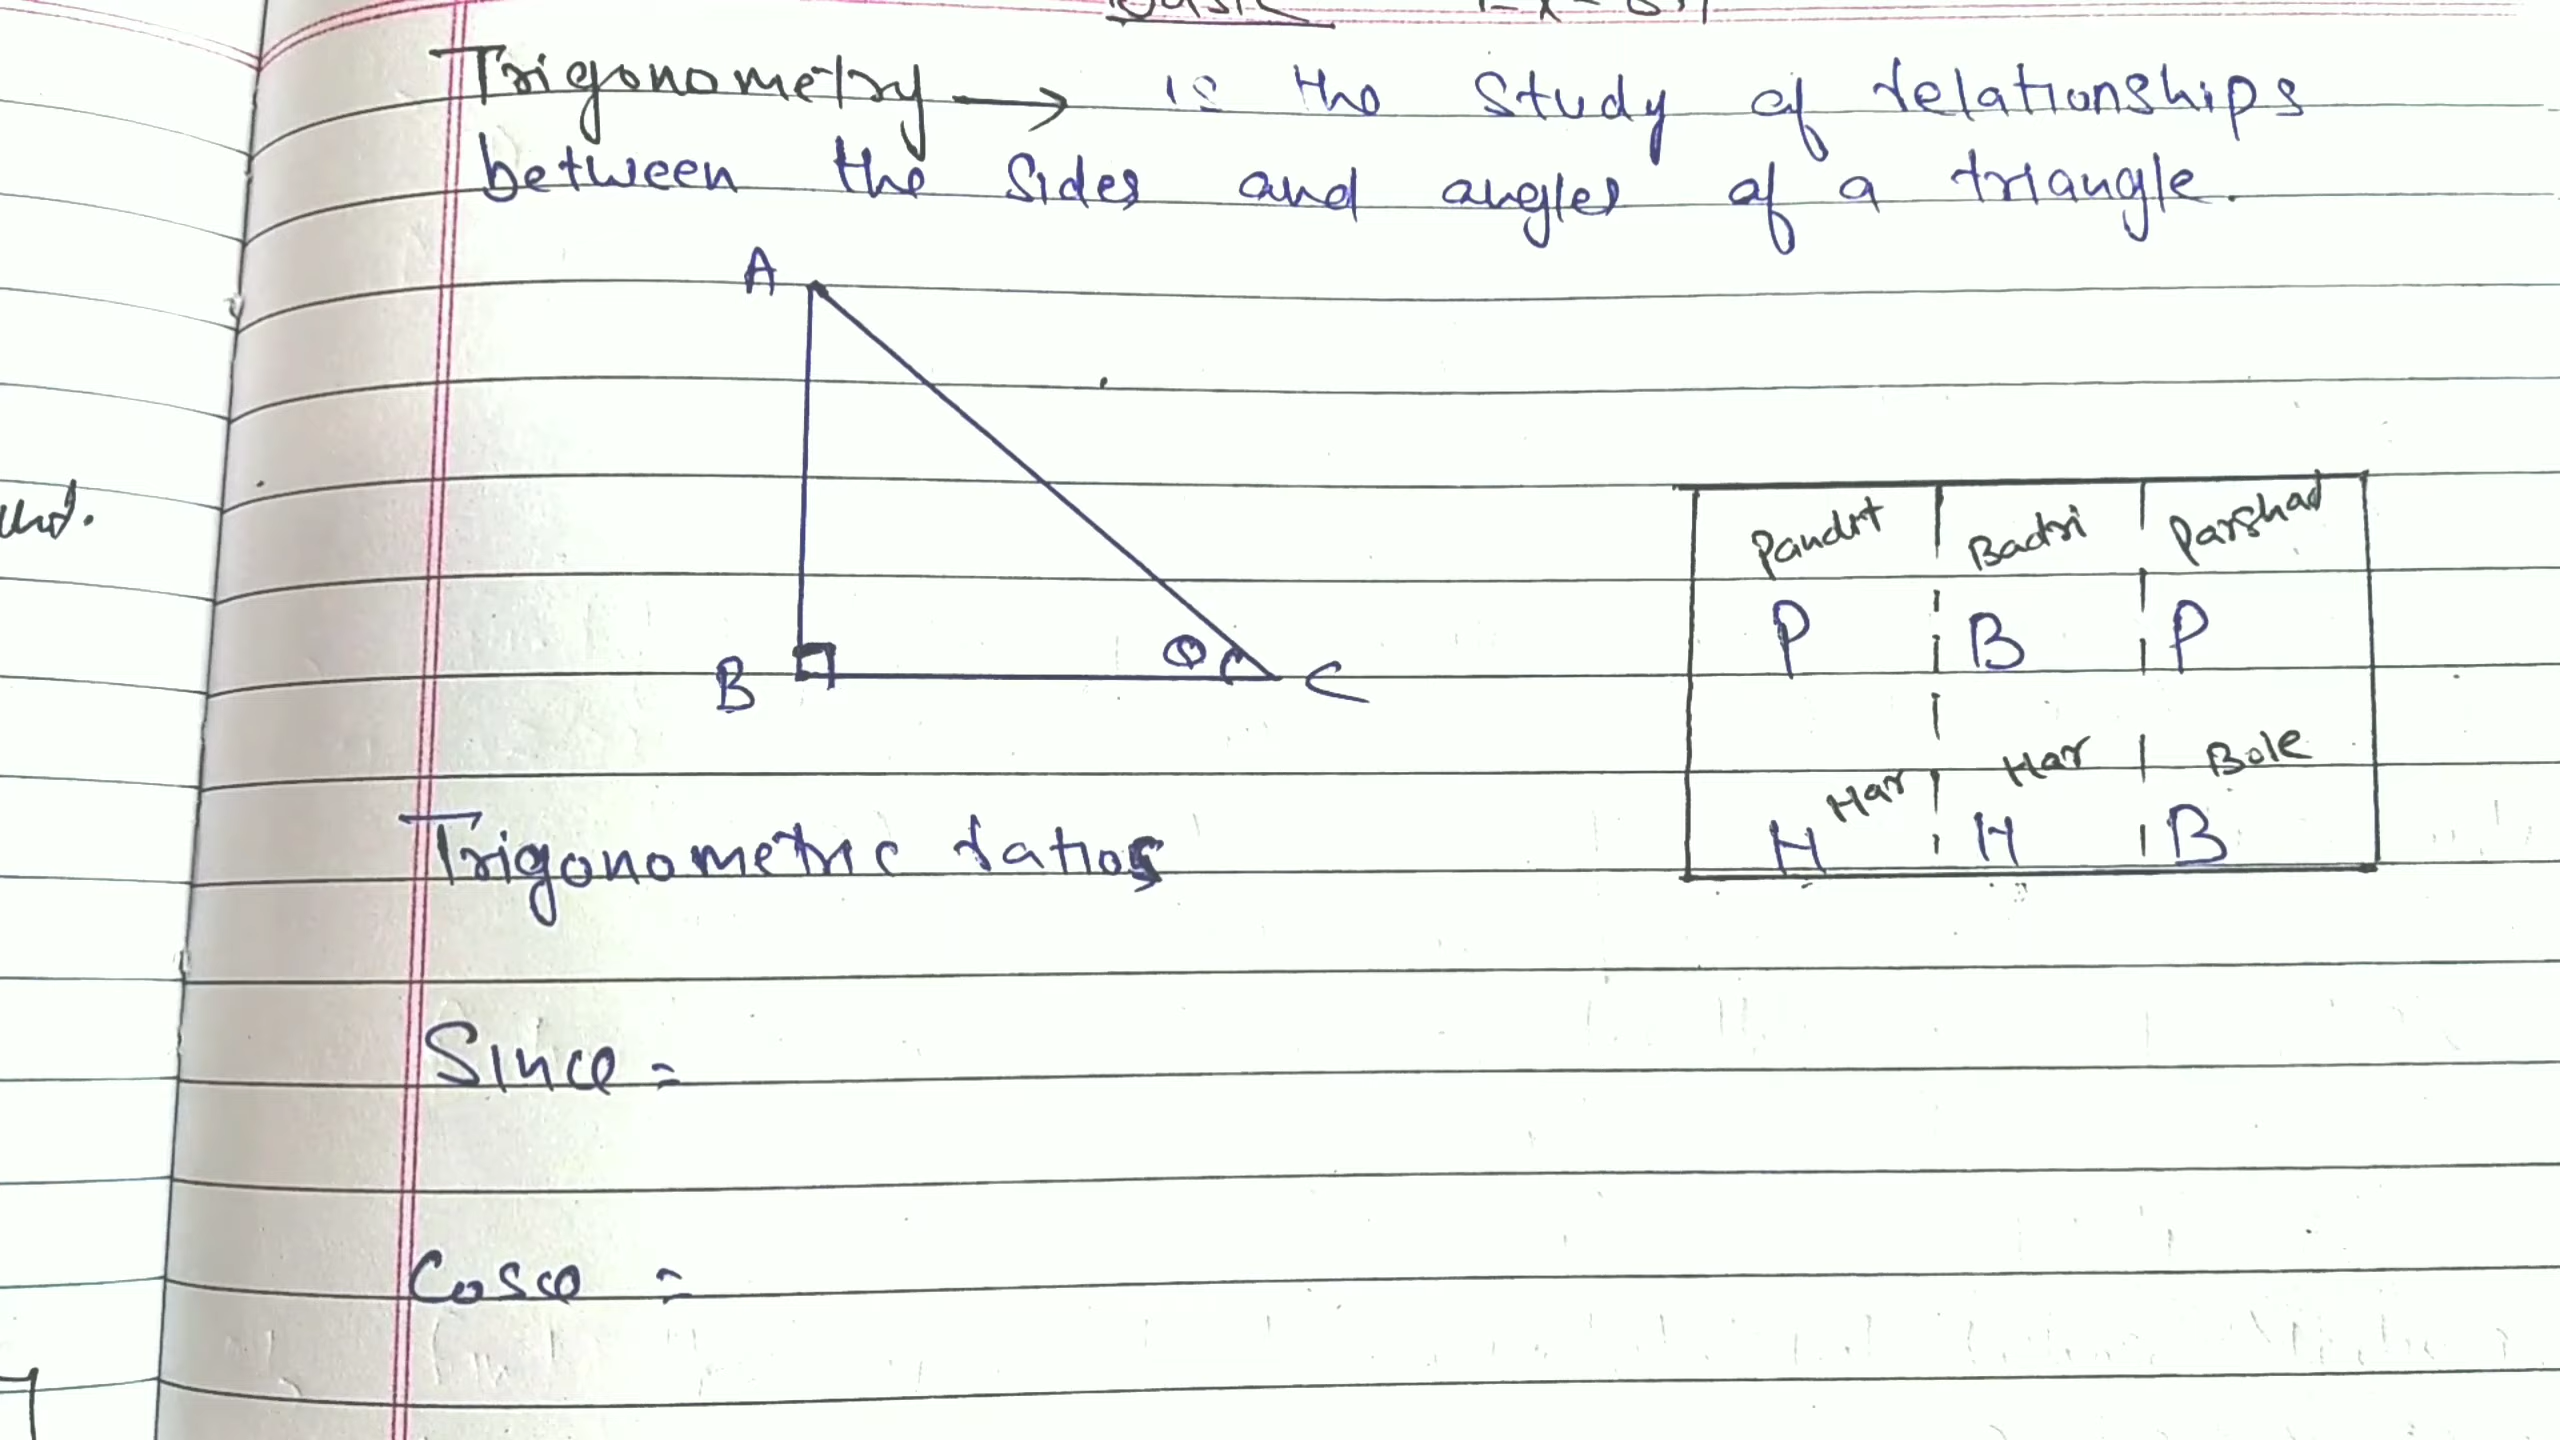 Trigonometry → is the study of relationships
between the sides and angles of a triangle.
A
B
θ
C
Pandit Badri Parshad
P B P
Har Har Bole
H H B
Trigonometric ratios
Sinθ =
Cosθ =